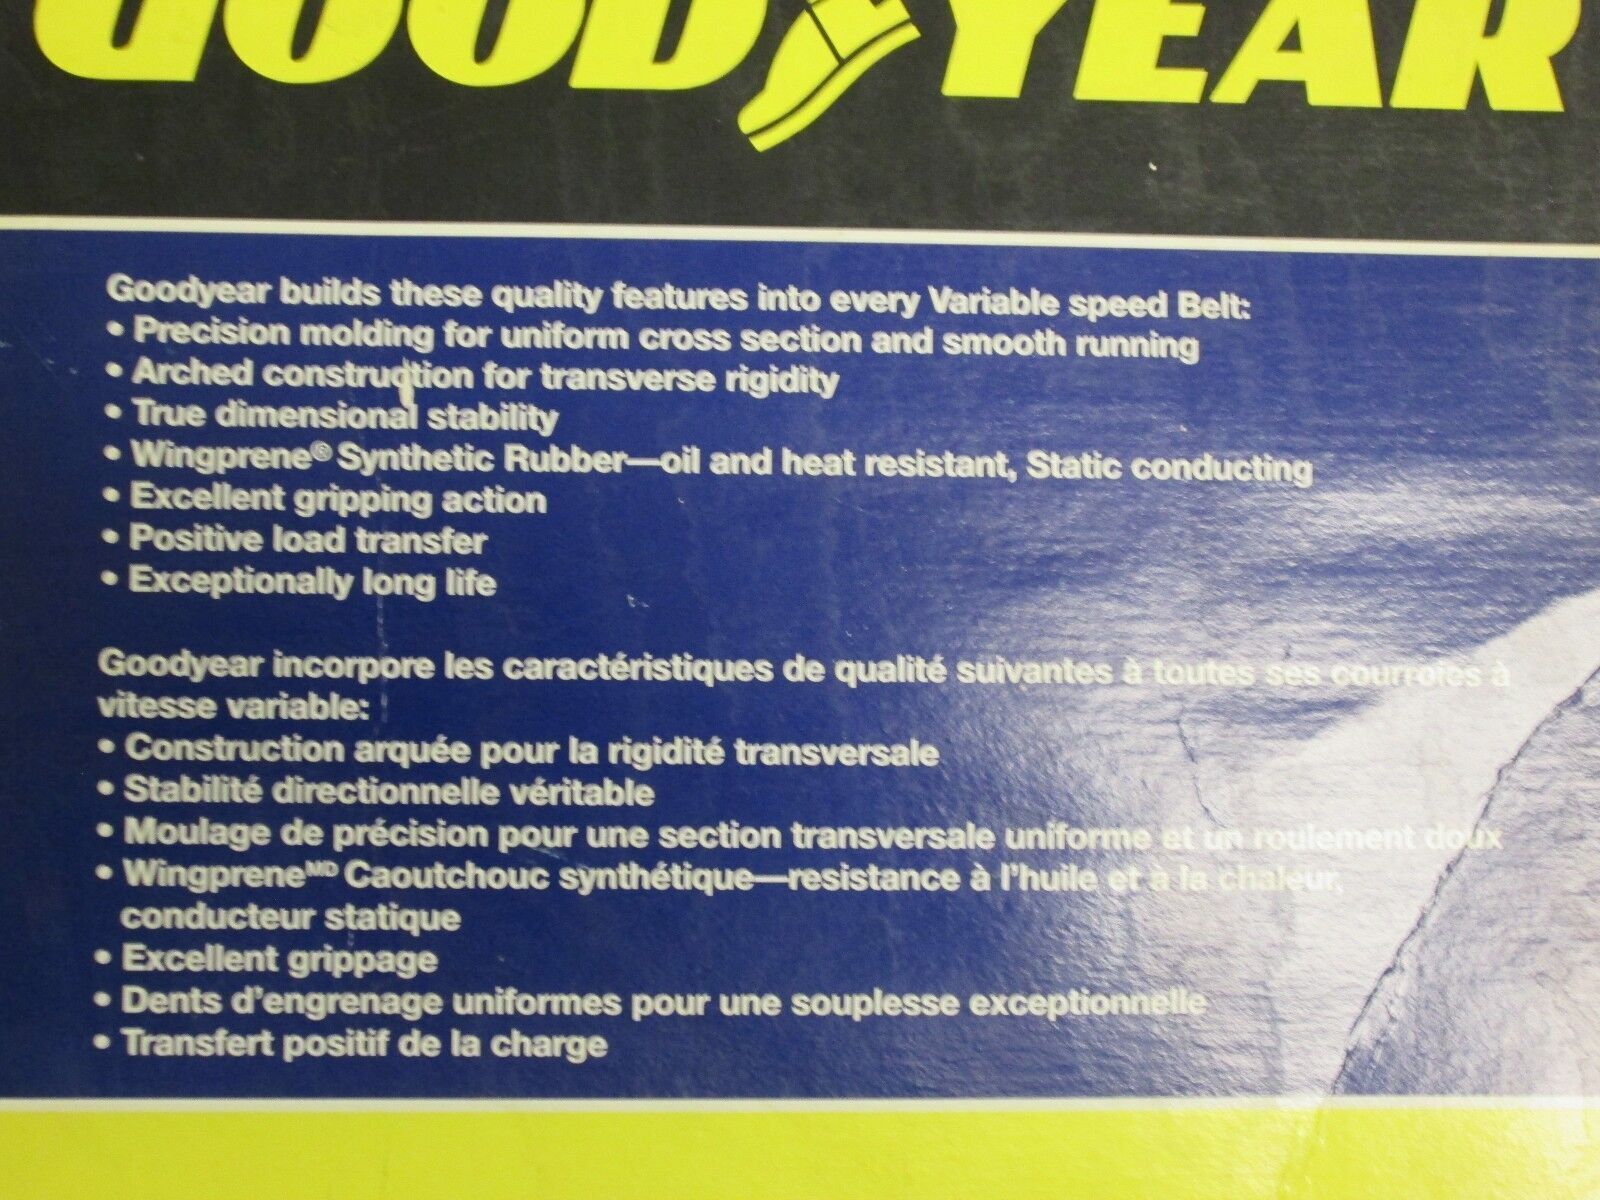 GOODYEAR
Goodyear builds these quality features into every Variable speed Belt:
• Precision molding for uniform cross section and smooth running
• Arched construction for transverse rigidity
• True dimensional stability
• Wingprene® Synthetic Rubber—oil and heat resistant, Static conducting
• Excellent gripping action
• Positive load transfer
• Exceptionally long life
Goodyear incorpore les caractéristiques de qualité suivantes à toutes ses courroies à
vitesse variable:
• Construction arquée pour la rigidité transversale
• Stabilité directionnelle véritable
• Moulage de précision pour une section transversale uniforme et un roulement doux
• Wingprene™ᴰ Caoutchouc synthétique—resistance à l'huile et à la chaleur,
conducteur statique
• Excellent grippage
• Dents d'engrenage uniformes pour une souplesse exceptionnelle
• Transfert positif de la charge